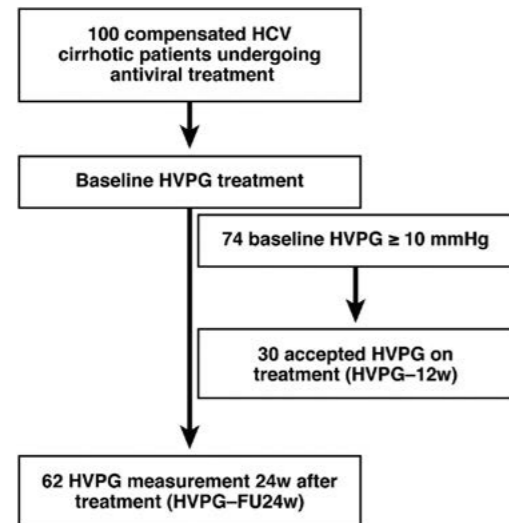 100 compensated HCV
cirrhotic patients undergoing
antiviral treatment
Baseline HVPG treatment
74 baseline HVPG ≥ 10 mmHg
30 accepted HVPG on
treatment (HVPG–12w)
62 HVPG measurement 24w after
treatment (HVPG–FU24w)